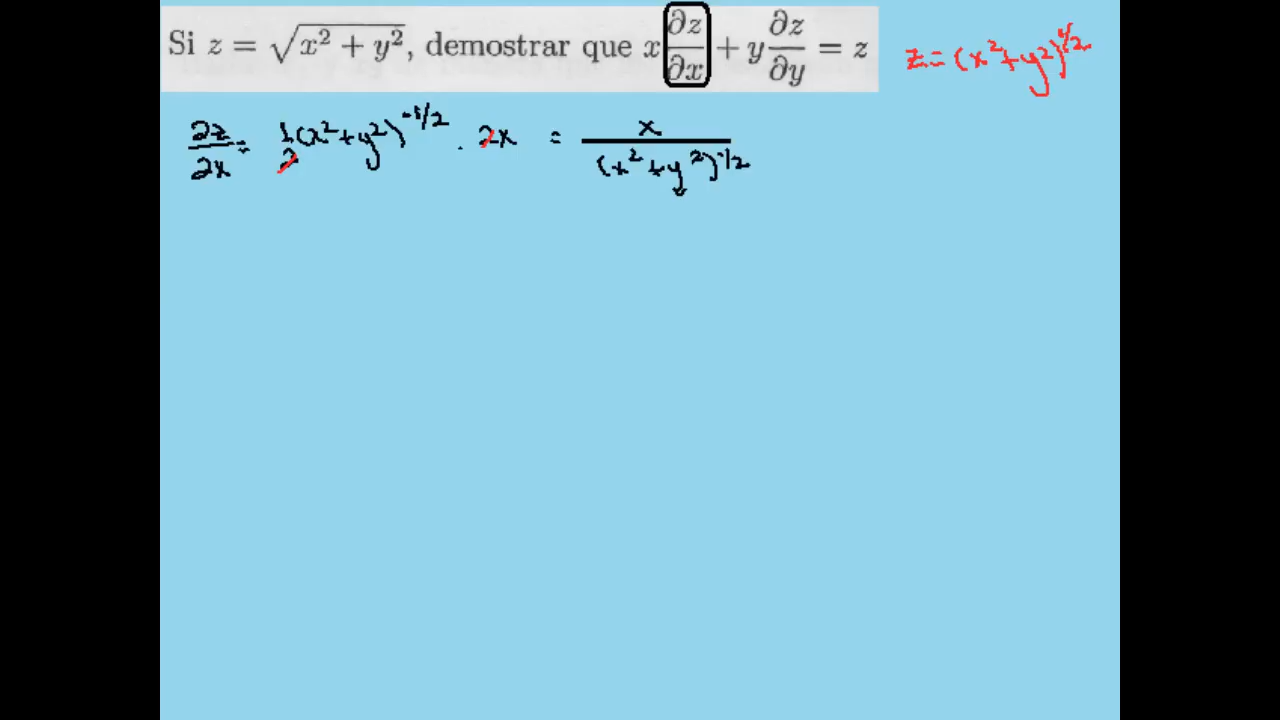 Si z = √(x² + y²), demostrar que x ∂z/∂x + y ∂z/∂y = z
z = (x² + y²)^1/2
∂z/∂x = 1/2 (x² + y²)^-1/2 . 2x = x/(x² + y²)^1/2